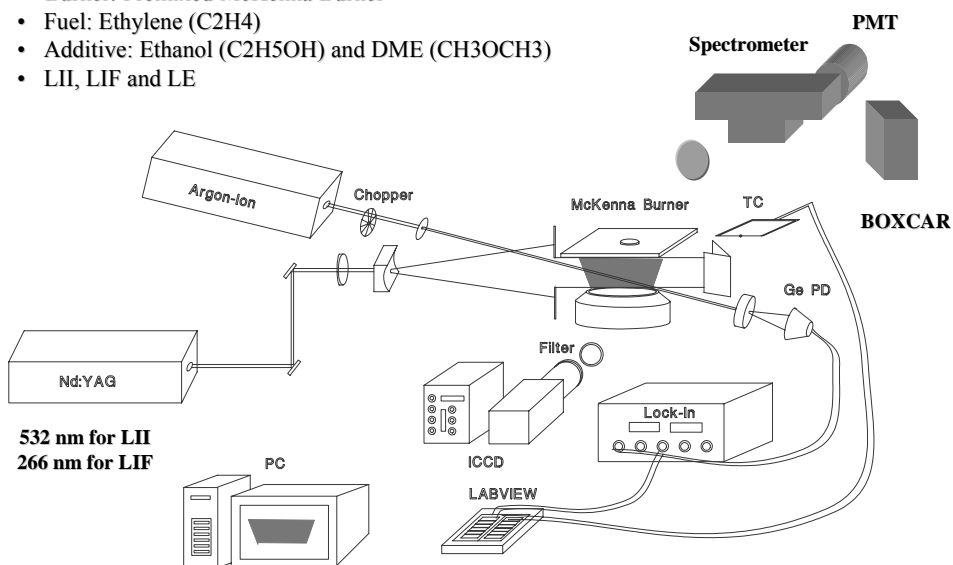 • Fuel: Ethylene (C2H4)
• Additive: Ethanol (C2H5OH) and DME (CH3OCH3)
• LII, LIF and LE
PMT
Spectrometer
Argon-Ion
Chopper
McKenna Burner
TC
BOXCAR
Ge PD
Filter
Nd:YAG
Lock-In
532 nm for LII
266 nm for LIF
PC
ICCD
LABVIEW